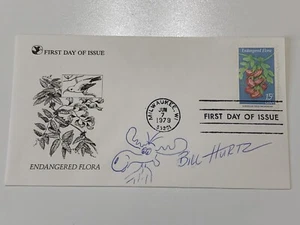 FIRST DAY OF ISSUE
Endangered Flora
15c
MILWAUKEE, WI
JUN
7
1979
FIRST DAY OF ISSUE
ENDANGERED FLORA
BILL HURTZ